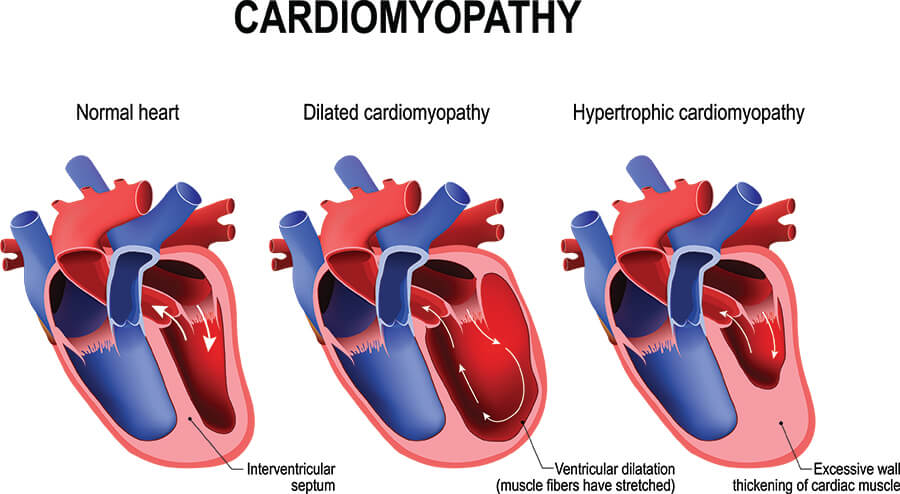 CARDIOMYOPATHY
Normal heart
Dilated cardiomyopathy
Hypertrophic cardiomyopathy
Interventricular
septum
Ventricular dilatation
(muscle fibers have stretched)
Excessive wall
thickening of cardiac muscle